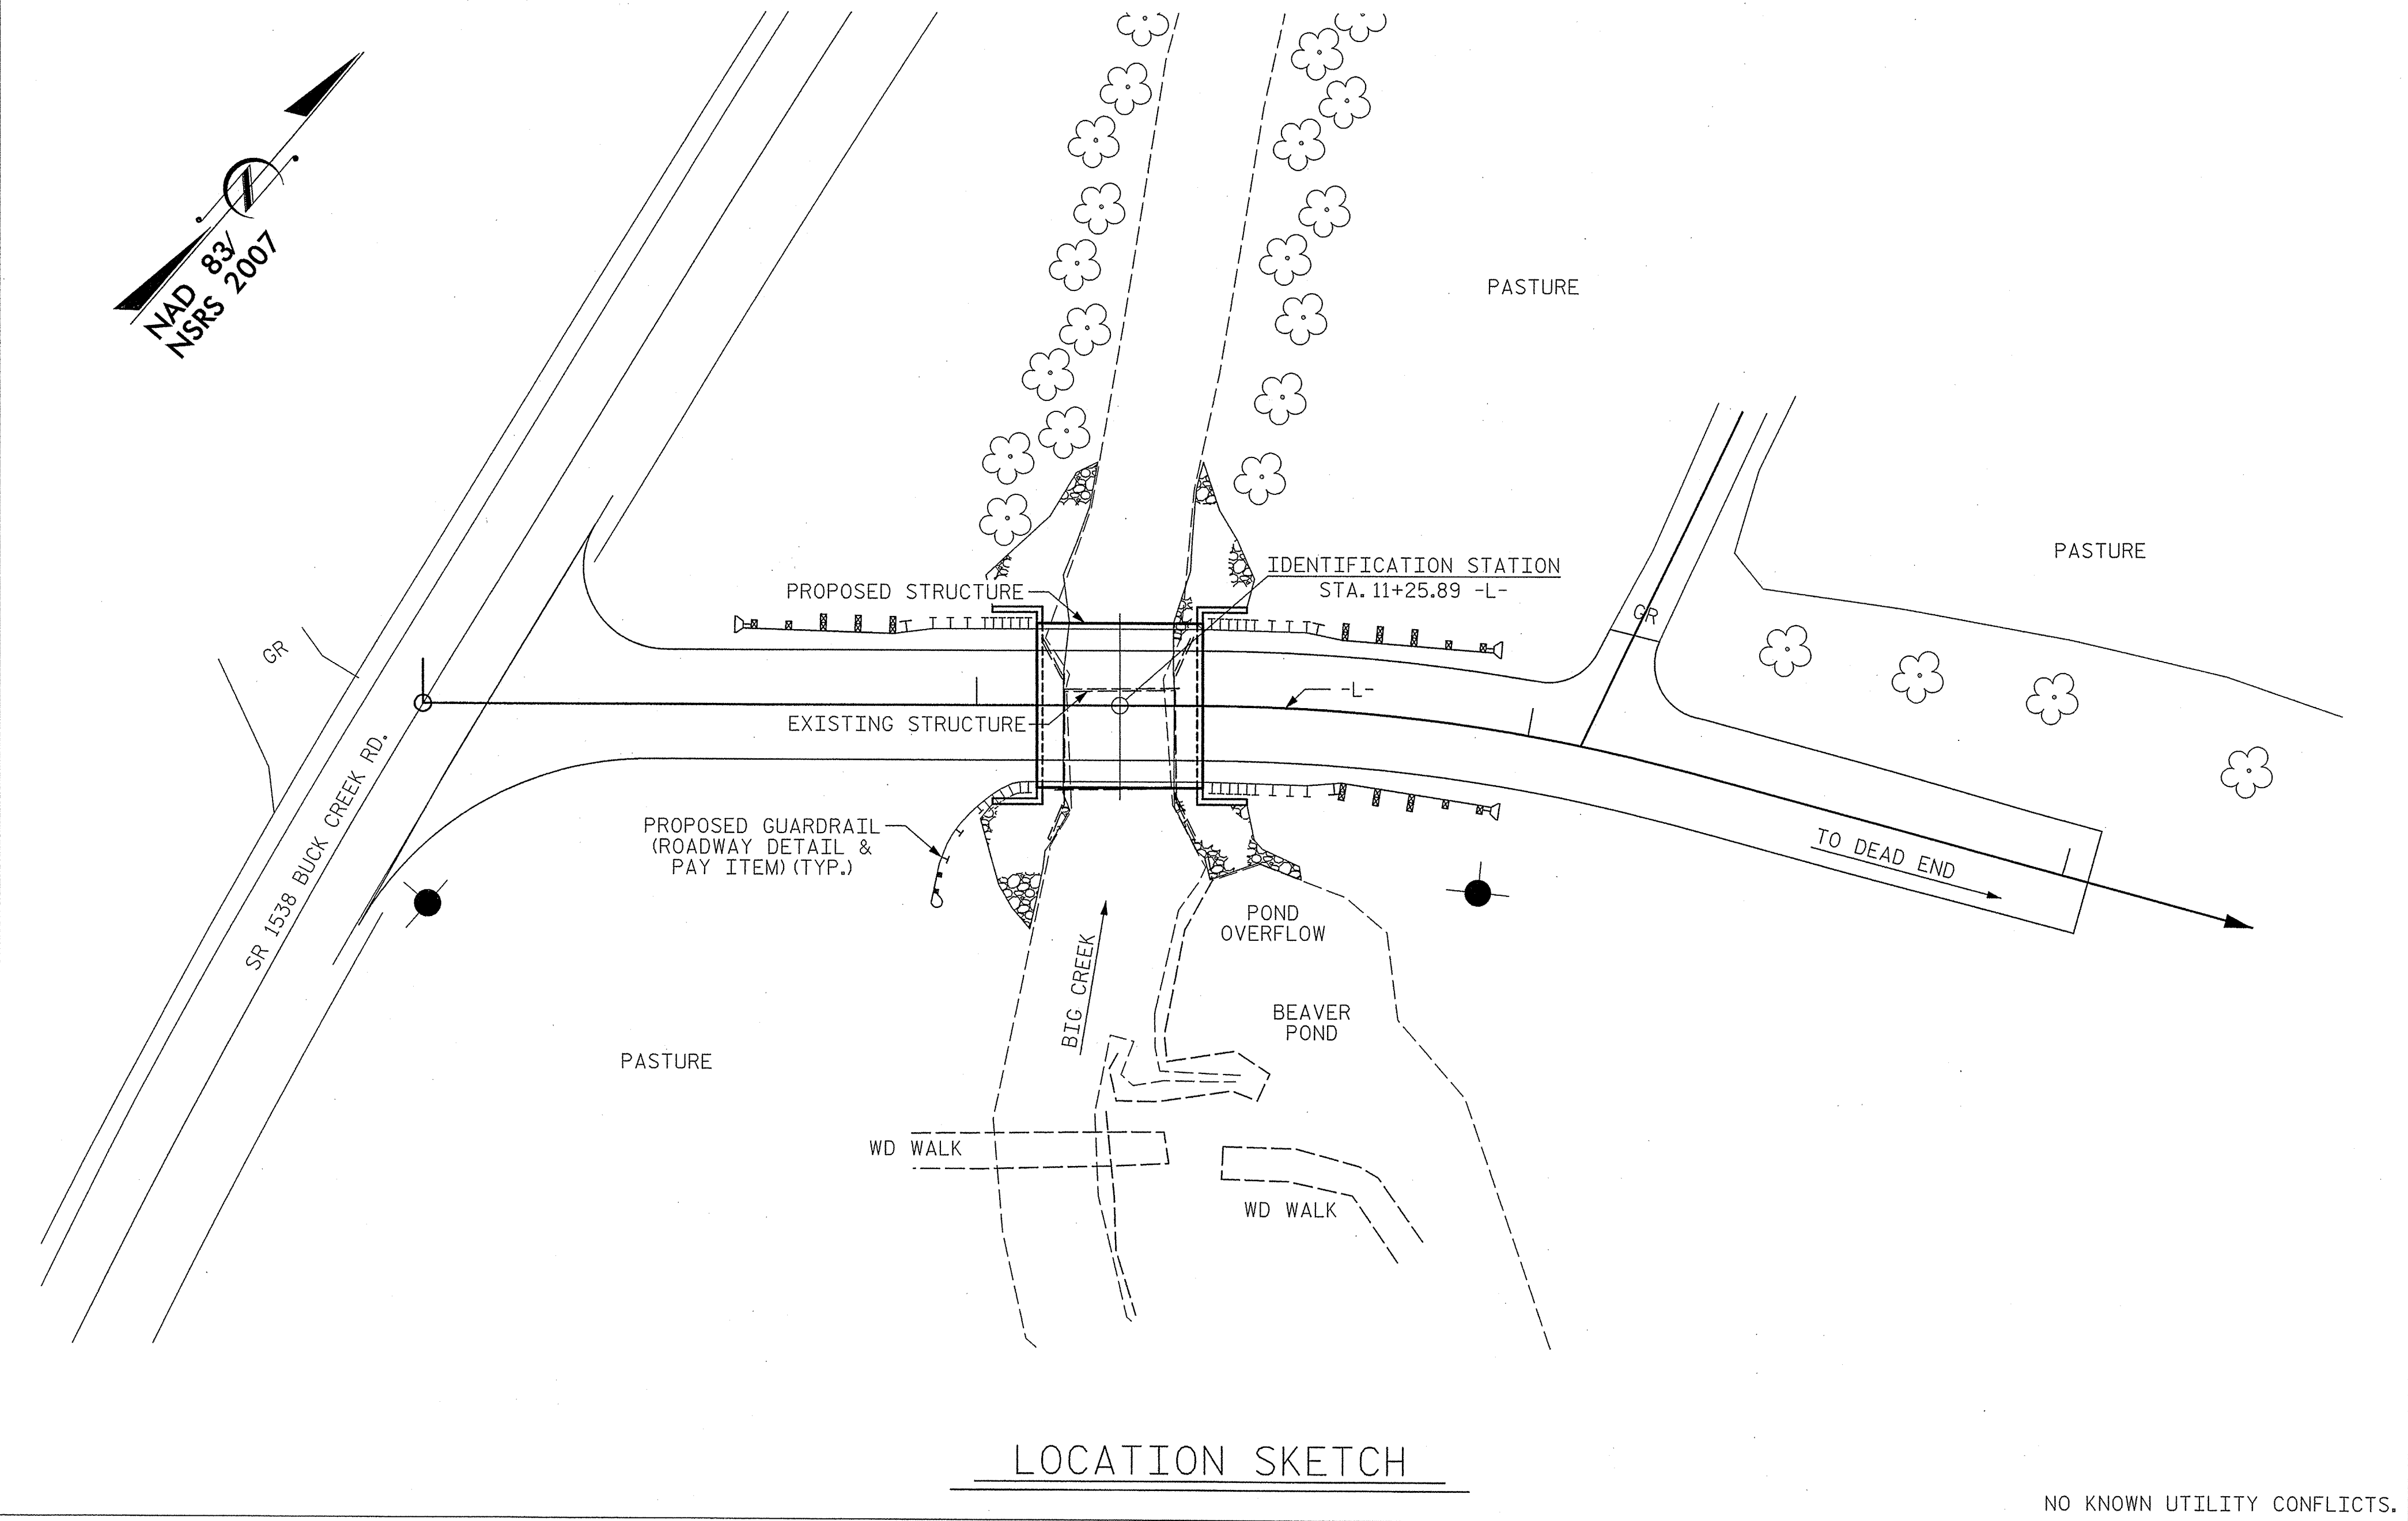 NAD 83/
NSRS 2007
PASTURE
PASTURE
IDENTIFICATION STATION
STA. 11+25.89 -L-
PROPOSED STRUCTURE
GR
GR
-L-
EXISTING STRUCTURE
SR 1538 BUCK CREEK RD.
PROPOSED GUARDRAIL
(ROADWAY DETAIL &
PAY ITEM) (TYP.)
TO DEAD END
POND
OVERFLOW
BIG CREEK
BEAVER
POND
PASTURE
WD WALK
WD WALK
LOCATION SKETCH
NO KNOWN UTILITY CONFLICTS.